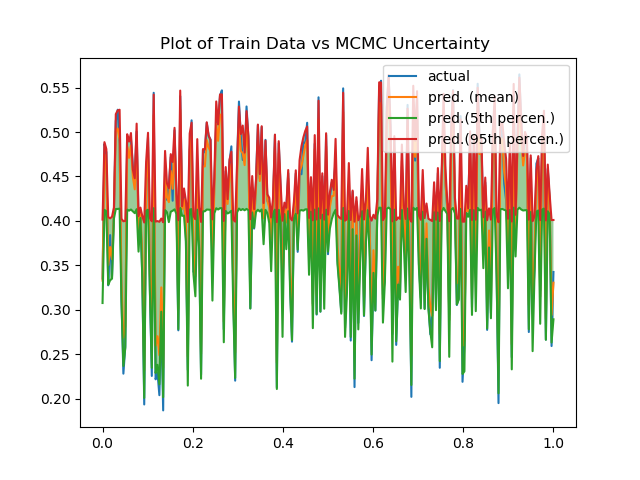 Plot of Train Data vs MCMC Uncertainty
actual
pred. (mean)
pred.(5th percen.)
pred.(95th percen.)
0.55
0.50
0.45
0.40
0.35
0.30
0.25
0.20
0.0 0.2 0.4 0.6 0.8 1.0